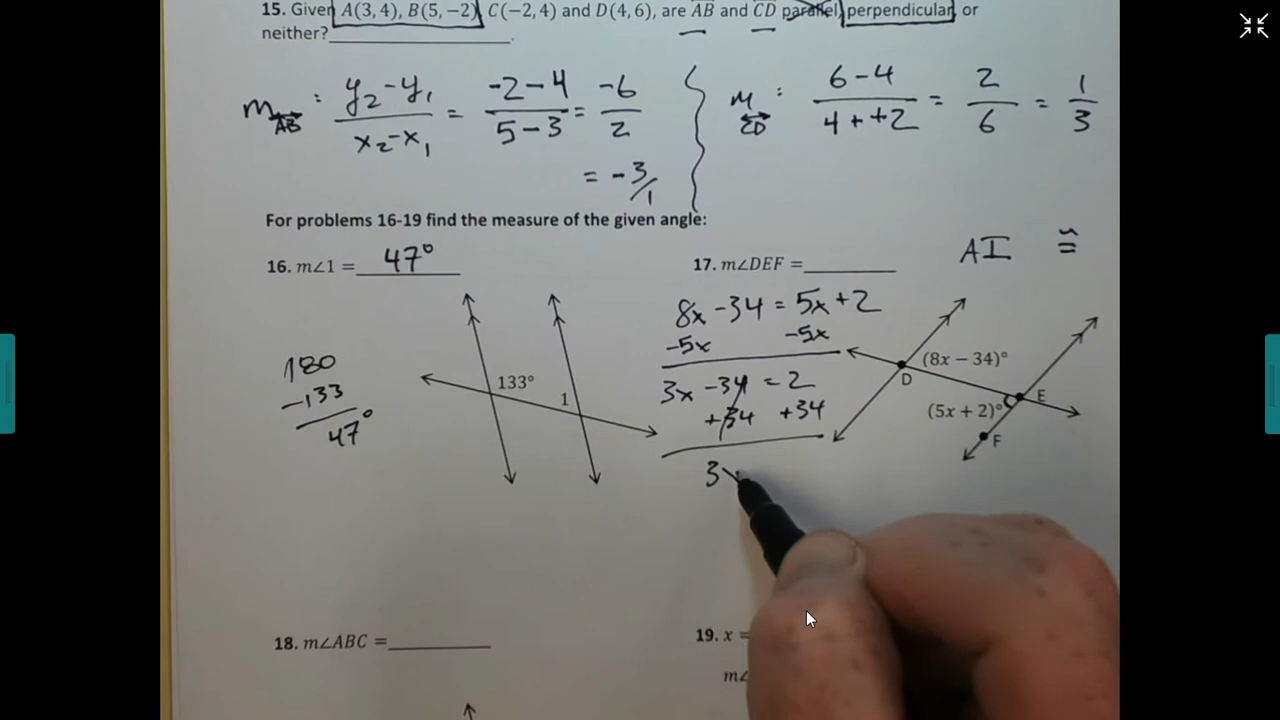 15. Given A(3, 4), B(5, −2), C(−2, 4) and D(4, 6), are AB and CD parallel, perpendicular, or
neither?
m AB : y2 − y1 / x2 − x1 = -2 - 4 / 5 - 3 = -6 / 2
= -3/1
m CD : 6 - 4 / 4 + +2 = 2 / 6 = 1 / 3
For problems 16-19 find the measure of the given angle:
16. m∠1 = 47°
180
-133
47°
133°
1
17. m∠DEF =
AI ≅
8x - 34 = 5x + 2
-5x -5x
3x - 34 = 2
+34 +34
3x
(8x − 34)°
D
E
(5x + 2)°
F
18. m∠ABC =
19. x =
m∠